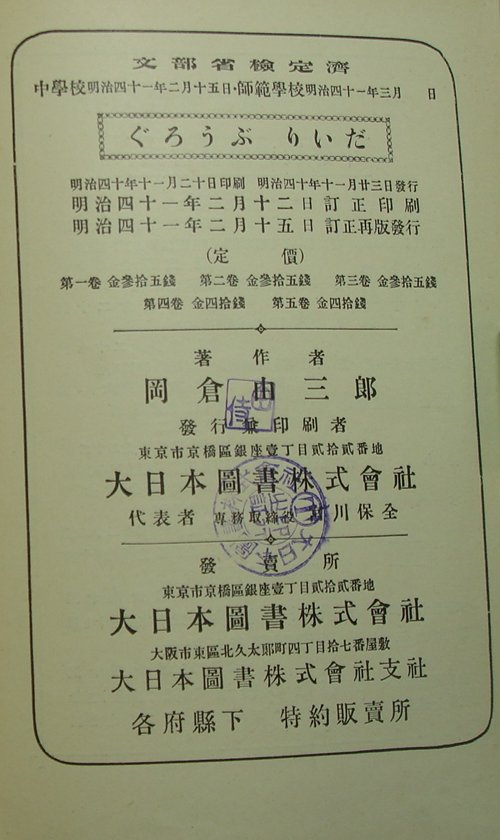 文部省檢定濟
中學校明治四十一年二月十五日・師範學校明治四十一年三月　日
ぐろうぶ りいだ
明治四十年十一月二十日印刷　明治四十年十一月廿三日發行
明治四十一年二月十二日訂正印刷
明治四十一年二月十五日訂正再版發行
（定　價）
第一卷 金參拾五錢　第二卷 金參拾五錢　第三卷 金參拾五錢
第四卷 金四拾錢　第五卷 金四拾錢
著作者
岡倉由三郎
發行兼印刷者
東京市京橋區銀座壹丁目貳拾貳番地
大日本圖書株式會社
代表者 專務取締役 宮川保全
發賣所
東京市京橋區銀座壹丁目貳拾貳番地
大日本圖書株式會社
大阪市東區北久太郞町四丁目拾七番屋敷
大日本圖書株式會社支社
各府縣下　特約販賣所